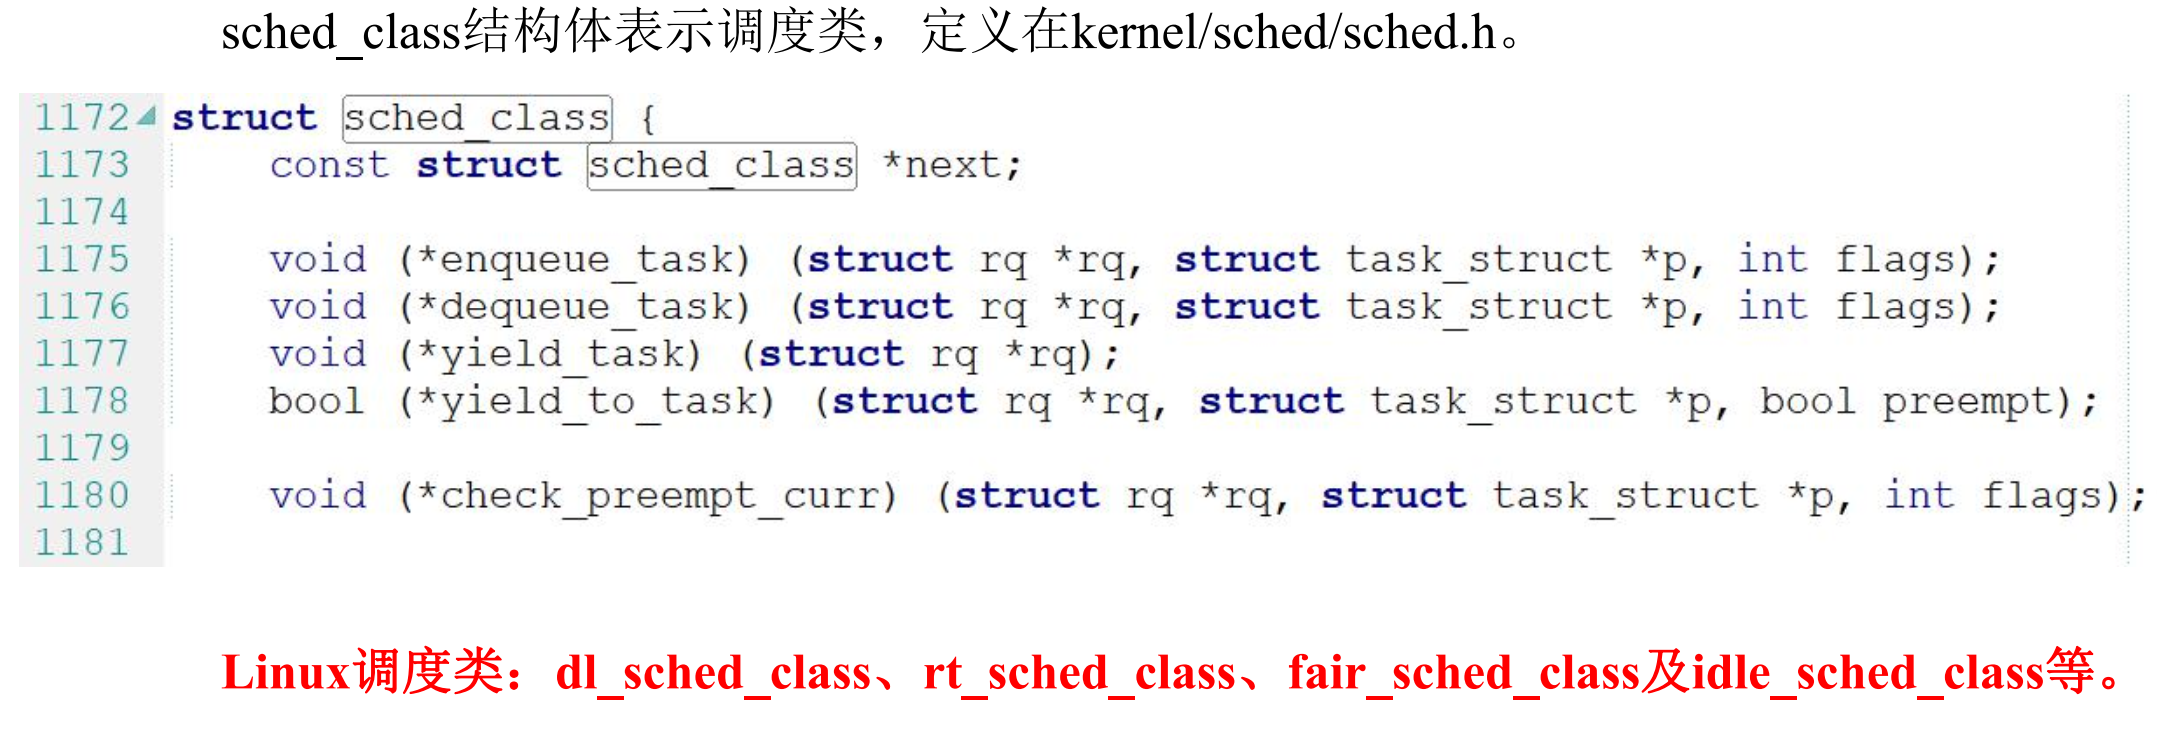 sched_class结构体表示调度类，定义在kernel/sched/sched.h。
1172 struct sched_class {
1173 const struct sched_class *next;
1174
1175 void (*enqueue_task) (struct rq *rq, struct task_struct *p, int flags);
1176 void (*dequeue_task) (struct rq *rq, struct task_struct *p, int flags);
1177 void (*yield_task) (struct rq *rq);
1178 bool (*yield_to_task) (struct rq *rq, struct task_struct *p, bool preempt);
1179
1180 void (*check_preempt_curr) (struct rq *rq, struct task_struct *p, int flags);
1181
Linux调度类：dl_sched_class、rt_sched_class、fair_sched_class及idle_sched_class等。